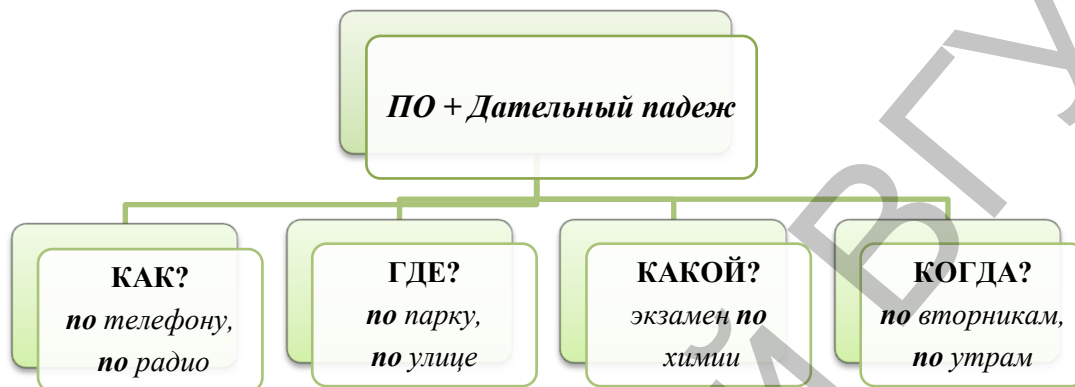 ПО + Дательный падеж
КАК?
по телефону,
по радио
ГДЕ?
по парку,
по улице
КАКОЙ?
экзамен по
химии
КОГДА?
по вторникам,
по утрам
Й ВГУ